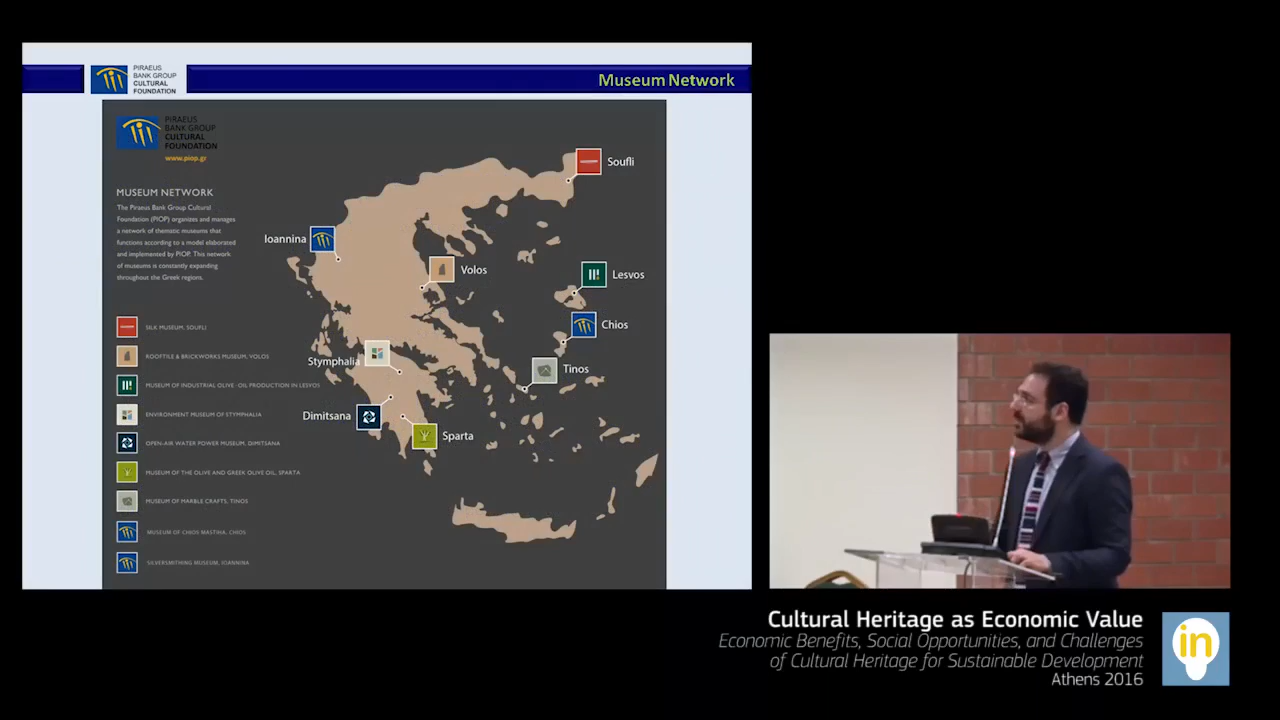 PIRAEUS
BANK GROUP
CULTURAL
FOUNDATION
Museum Network
PIRAEUS
BANK GROUP
CULTURAL
FOUNDATION
www.piop.gr
MUSEUM NETWORK
The Piraeus Bank Group Cultural
Foundation (PIOP) organizes and manages
a network of thematic museums that
functions according to a model elaborated
and implemented by PIOP. This network
of museums is constantly expanding
throughout the Greek regions.
SILK MUSEUM, SOUFLI
ROOFTILE & BRICKWORKS MUSEUM, VOLOS
MUSEUM OF INDUSTRIAL OLIVE-OIL PRODUCTION IN LESVOS
ENVIRONMENT MUSEUM OF STYMPHALIA
OPEN-AIR WATER POWER MUSEUM, DIMITSANA
MUSEUM OF THE OLIVE AND GREEK OLIVE OIL, SPARTA
MUSEUM OF MARBLE CRAFTS, TINOS
MUSEUM OF CHIOS MASTIHA, CHIOS
SILVERSMITHING MUSEUM, IOANNINA
Soufli
Ioannina
Volos
Lesvos
Chios
Stymphalia
Tinos
Dimitsana
Sparta
Cultural Heritage as Economic Value
Economic Benefits, Social Opportunities, and Challenges
of Cultural Heritage for Sustainable Development
Athens 2016
in